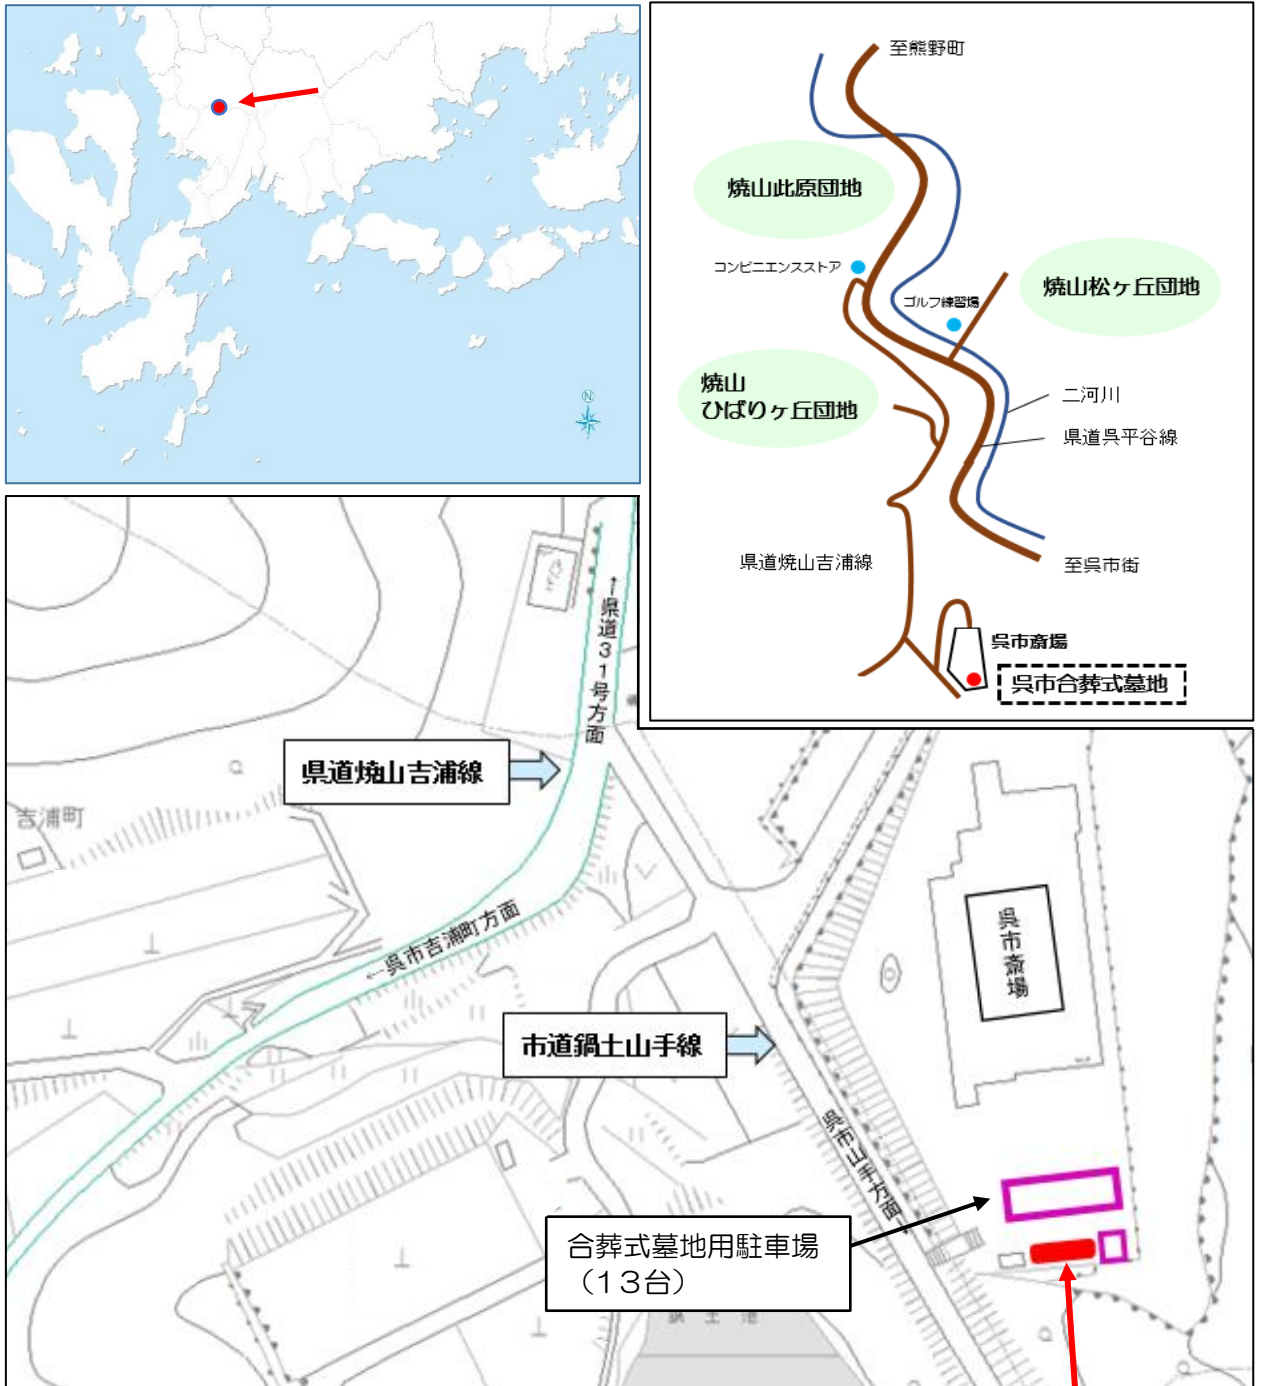 N
至熊野町
焼山此原団地
コンビニエンスストア
ゴルフ練習場
焼山松ヶ丘団地
焼山
ひばりヶ丘団地
二河川
県道呉平谷線
県道焼山吉浦線
至呉市街
呉市斎場
呉市合葬式墓地
←県道31号方面
県道焼山吉浦線
吉浦町
←呉市吉浦町方面
呉市斎場
市道鍋土山手線
呉市山手方面→
合葬式墓地用駐車場
(13台)
鍋土池